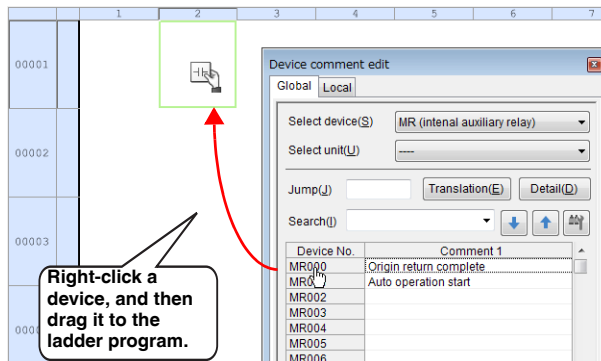 1 2 3 4 5 6 7
00001
Device comment edit
Global Local
Select device(S) MR (intenal auxiliary relay)
00002
Select unit(U) ----
Jump(J) Translation(E) Detail(D)
Search(I)
00003
Device No. Comment 1
MR000 Origin return complete
Auto operation start
MR002
MR003
MR004
MR005
MR006
Right-click a
device, and then
drag it to the
ladder program.